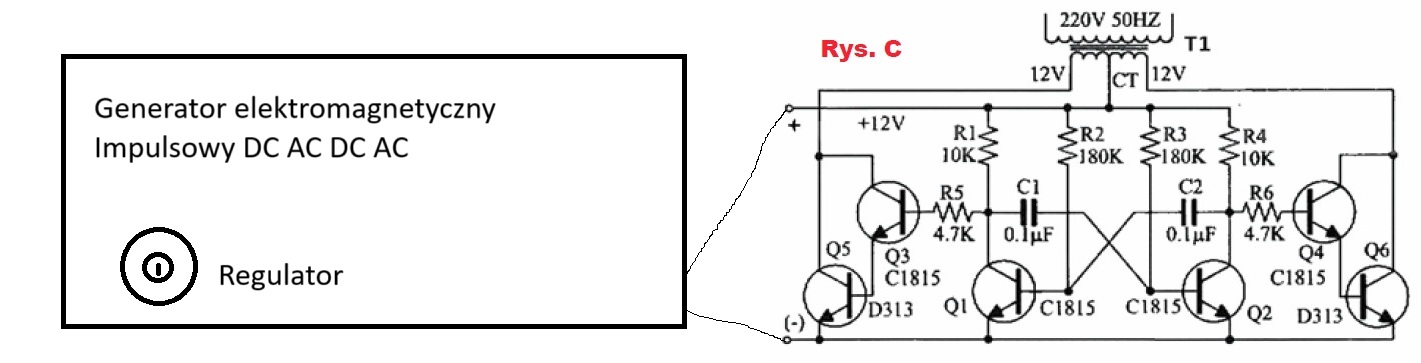 Generator elektromagnetyczny
Impulsowy DC AC DC AC
Regulator
Rys. C
220V 50HZ
T1
12V
CT
12V
+
+12V
R1
10K
R2
180K
R3
180K
R4
10K
R5
4.7K
C1
0.1µF
C2
0.1µF
R6
4.7K
Q5
Q3
C1815
D313
Q1
C1815
C1815
Q2
Q4
C1815
Q6
D313
(-)